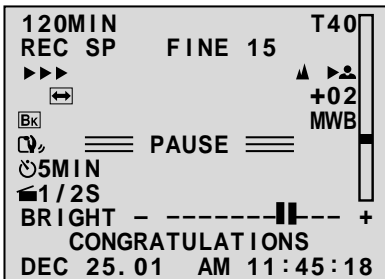 120MIN T40
REC SP FINE 15
+02
BK MWB
PAUSE
5MIN
1/2S
BRIGHT – +
CONGRATULATIONS
DEC 25.01 AM 11:45:18